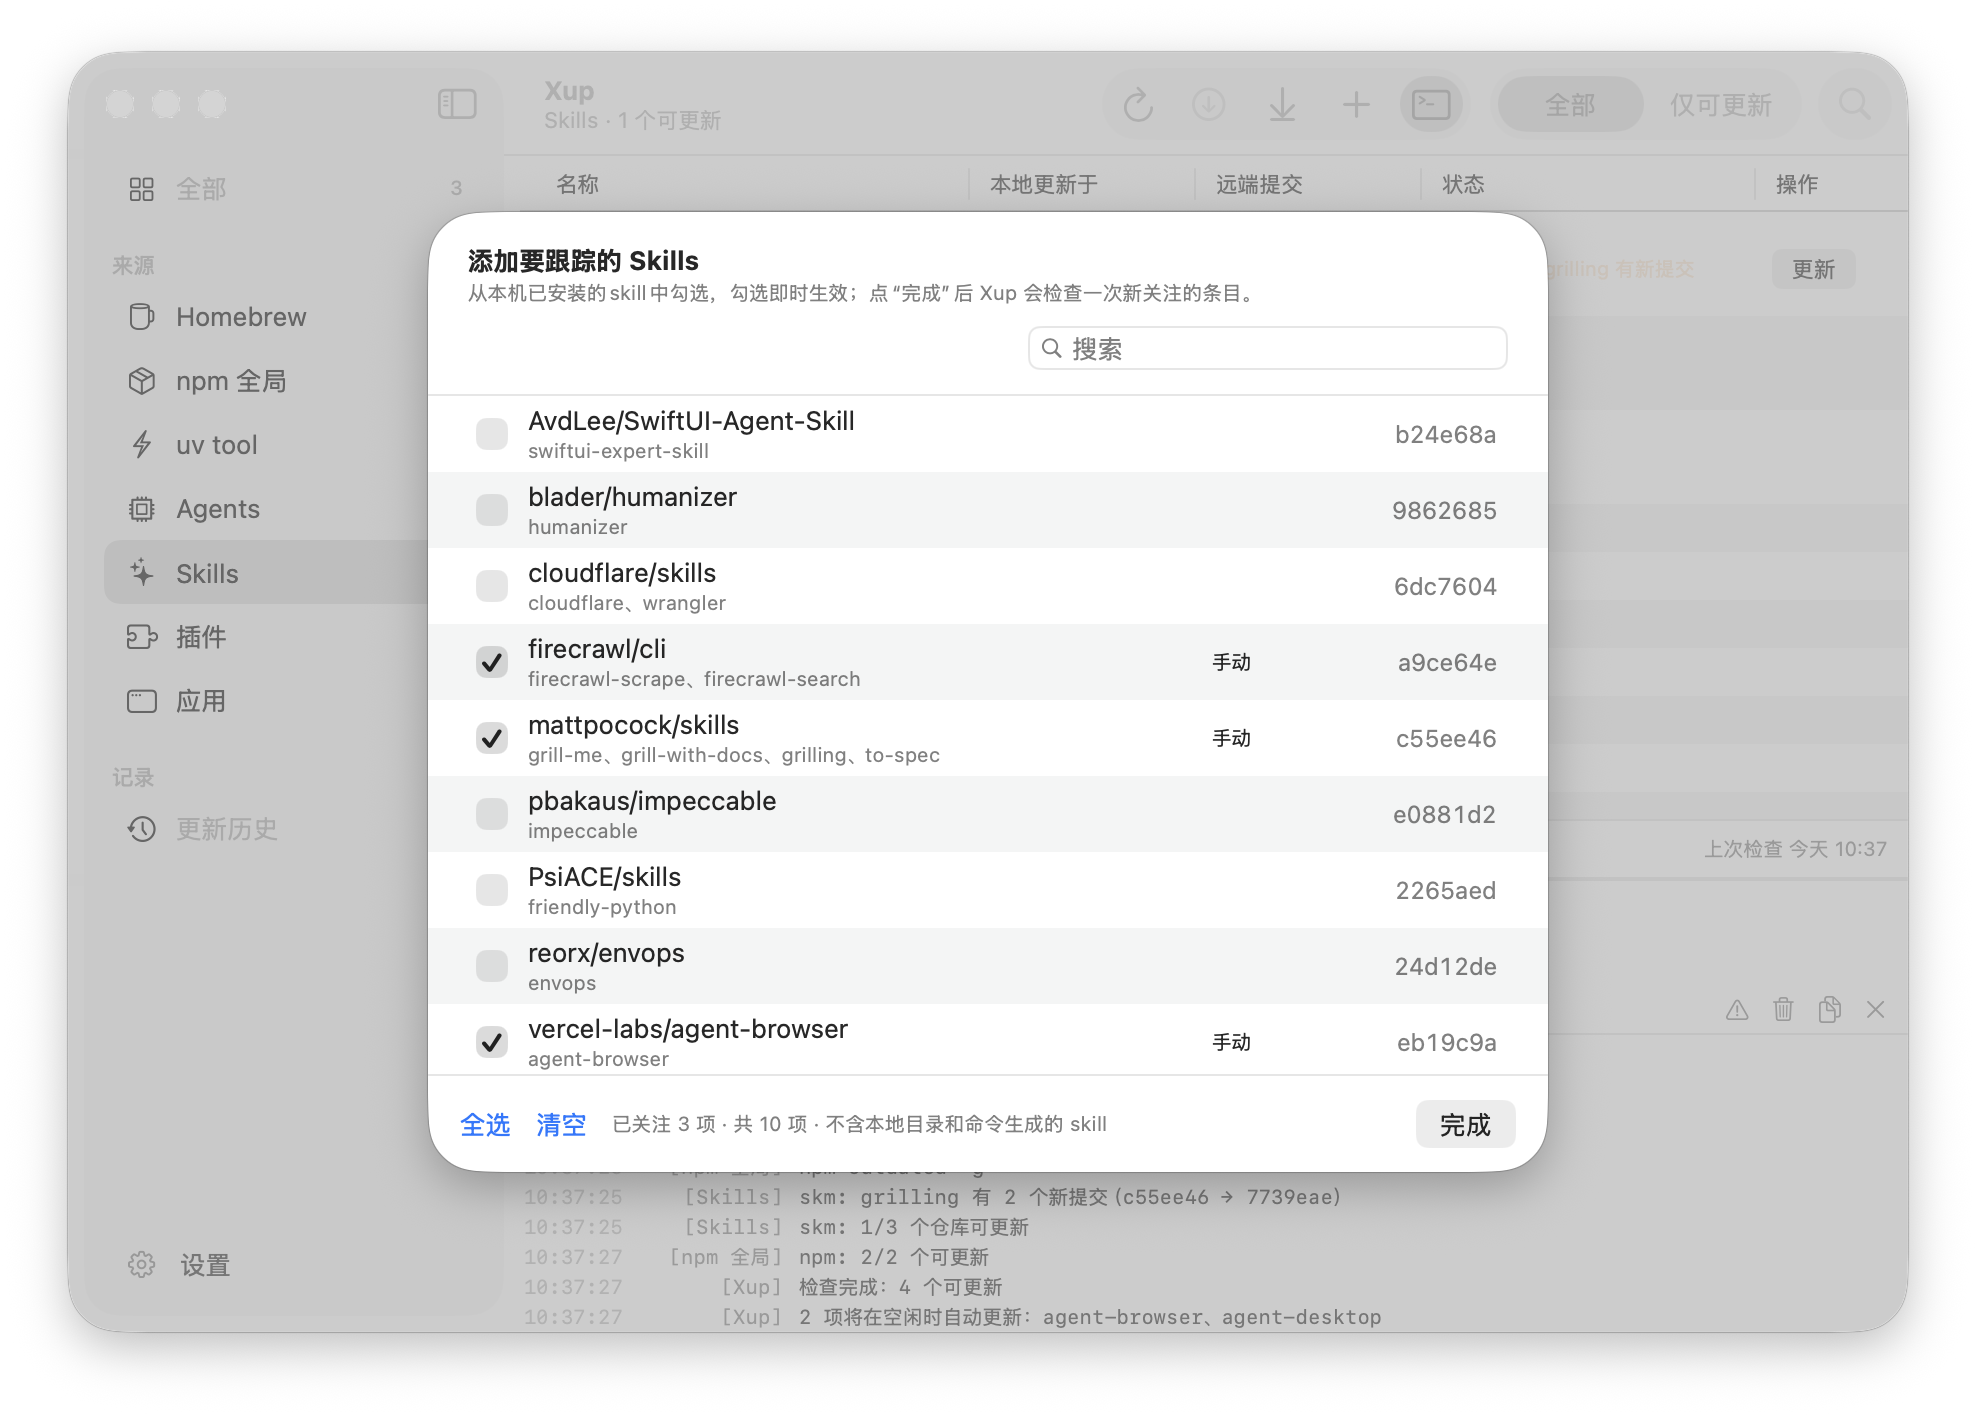 Xup
Skills · 1 个可更新
全部
仅可更新
全部
3
来源
Homebrew
npm 全局
uv tool
Agents
Skills
插件
应用
记录
更新历史
设置
名称
本地更新于
远端提交
状态
操作
grilling 有新提交
更新
添加要跟踪的 Skills
从本机已安装的 skill 中勾选，勾选即时生效；点“完成”后 Xup 会检查一次新关注的条目。
搜索
AvdLee/SwiftUI-Agent-Skill
swiftui-expert-skill
b24e68a
blader/humanizer
humanizer
9862685
cloudflare/skills
cloudflare、wrangler
6dc7604
firecrawl/cli
firecrawl-scrape、firecrawl-search
手动
a9ce64e
mattpocock/skills
grill-me、grill-with-docs、grilling、to-spec
手动
c55ee46
pbakaus/impeccable
impeccable
e0881d2
PsiACE/skills
friendly-python
2265aed
reorx/envops
envops
24d12de
vercel-labs/agent-browser
agent-browser
手动
eb19c9a
全选
清空
已关注 3 项 · 共 10 项 · 不含本地目录和命令生成的 skill
完成
上次检查 今天 10:37
10:37:25 [Skills] skm: grilling 有 2 个新提交 (c55ee46 → 7739eae)
10:37:25 [Skills] skm: 1/3 个仓库可更新
10:37:27 [npm 全局] npm: 2/2 个可更新
10:37:27 [Xup] 检查完成：4 个可更新
10:37:27 [Xup] 2 项将在空闲时自动更新：agent-browser、agent-desktop